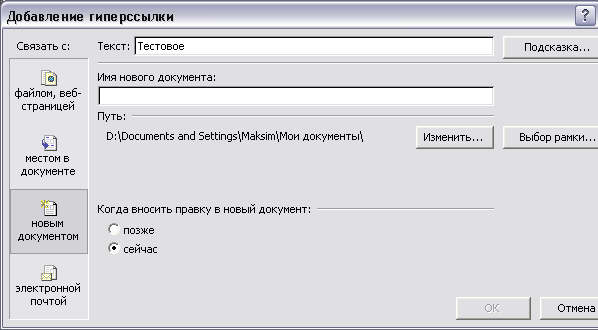 Добавление гиперссылки
?
Связать с:
Текст:
Тестовое
Подсказка...
файлом, веб-
страницей
Имя нового документа:
Путь:
D:\Documents and Settings\Maksim\Мои документы\
Изменить...
Выбор рамки...
местом в
документе
новым
документом
Когда вносить правку в новый документ:
позже
сейчас
электронной
почтой
ОК
Отмена